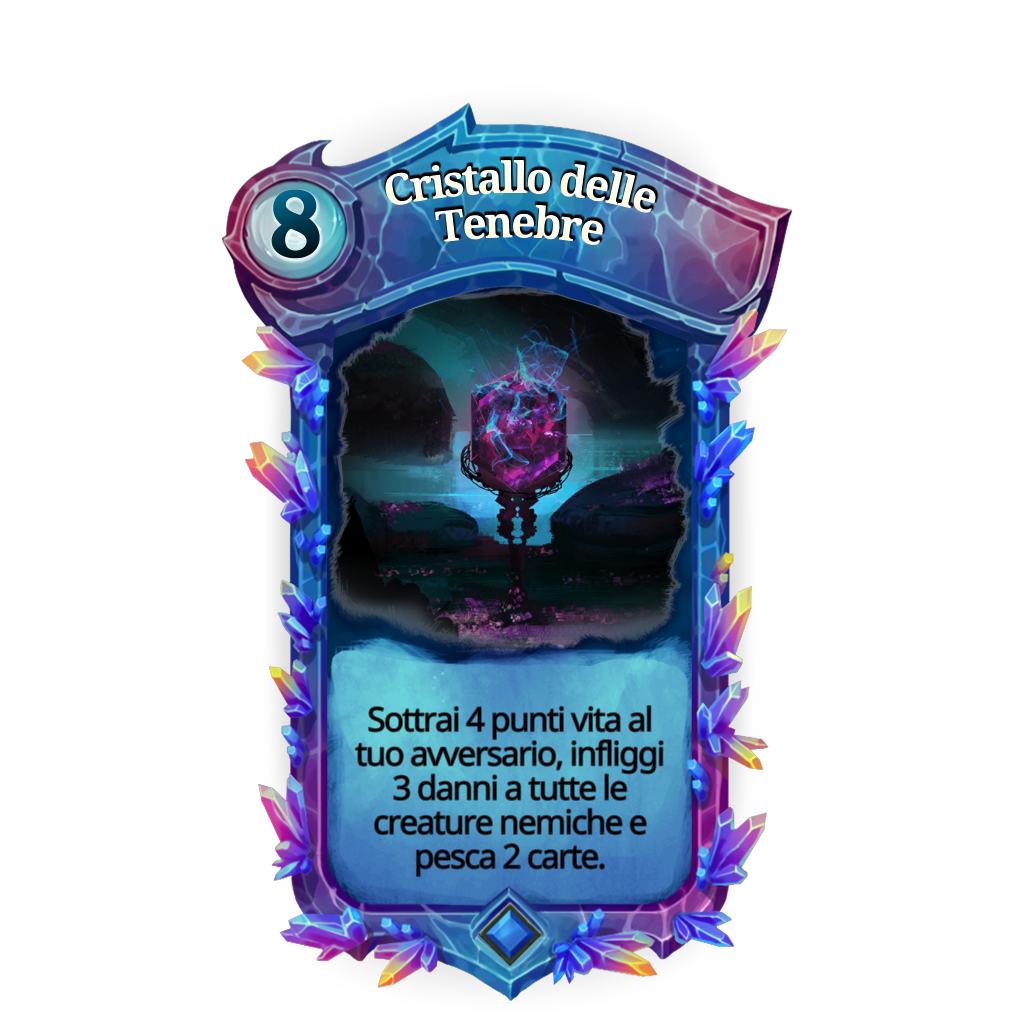 8
Cristallo delle
Tenebre
Sottrai 4 punti vita al
tuo avversario, infliggi
3 danni a tutte le
creature nemiche e
pesca 2 carte.